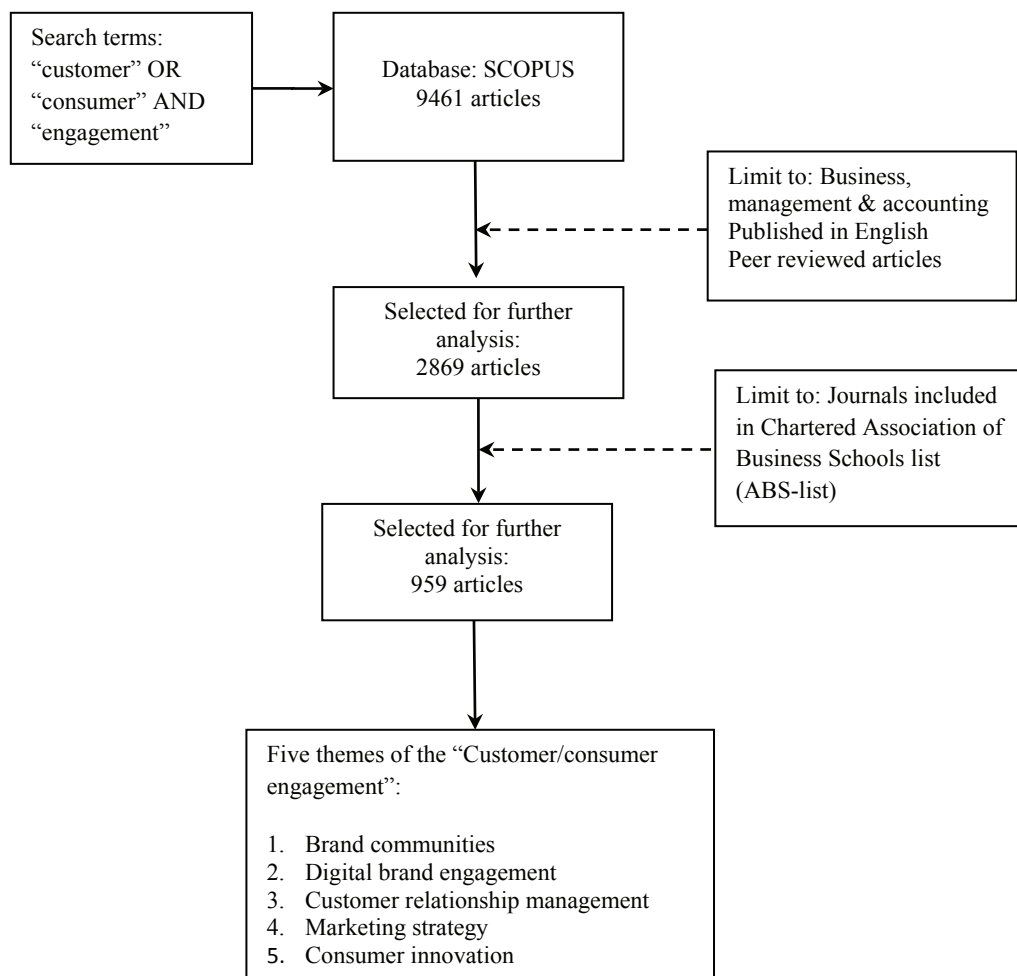 Search terms:
“customer” OR
“consumer” AND
“engagement”
Database: SCOPUS
9461 articles
Limit to: Business,
management & accounting
Published in English
Peer reviewed articles
Selected for further
analysis:
2869 articles
Limit to: Journals included
in Chartered Association of
Business Schools list
(ABS-list)
Selected for further
analysis:
959 articles
Five themes of the “Customer/consumer
engagement”:
1. Brand communities
2. Digital brand engagement
3. Customer relationship management
4. Marketing strategy
5. Consumer innovation